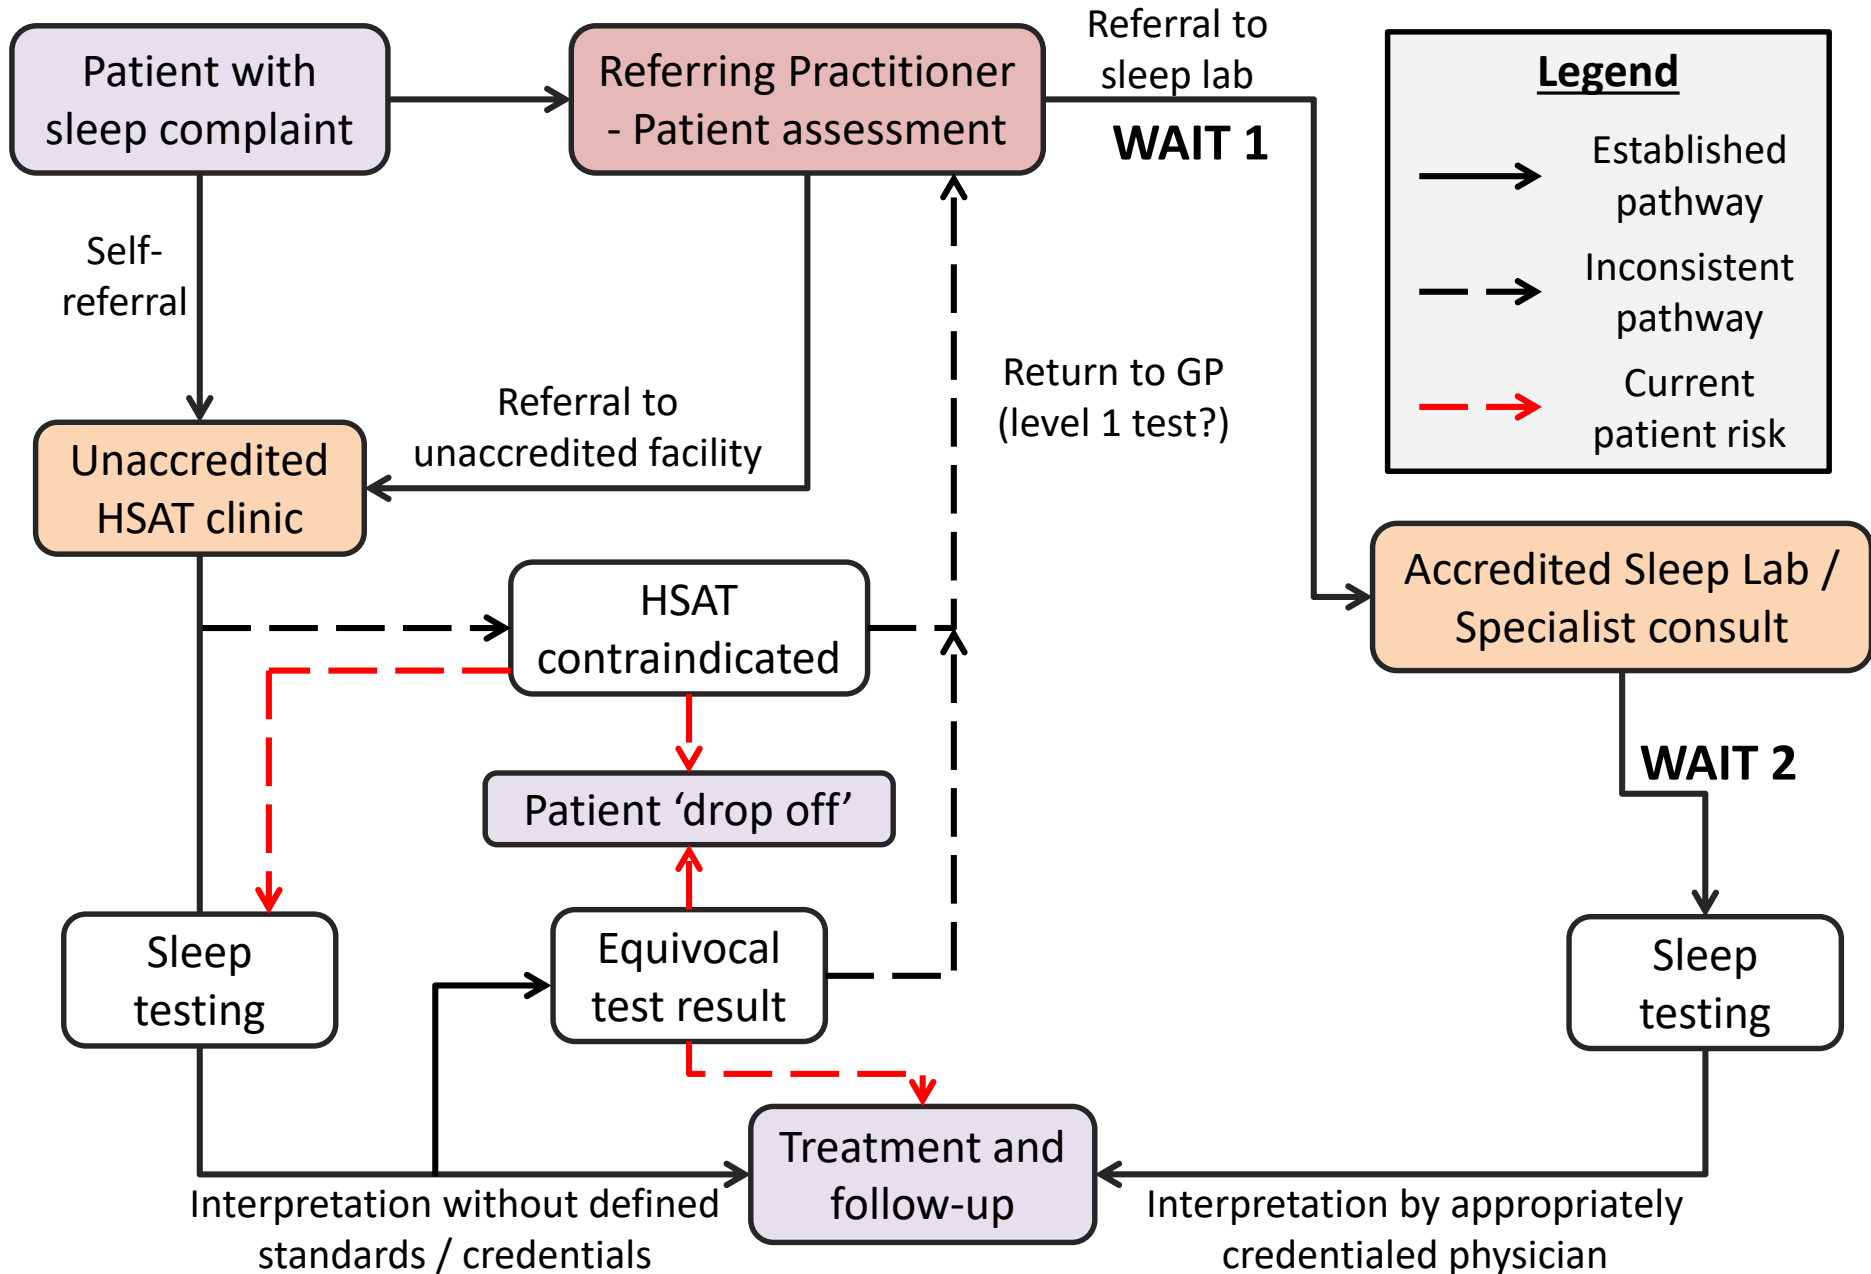 Patient with
sleep complaint
Referring Practitioner
- Patient assessment
Referral to
sleep lab
WAIT 1
Legend
Established
pathway
Inconsistent
pathway
Current
patient risk
Self-
referral
Referral to
unaccredited facility
Return to GP
(level 1 test?)
Unaccredited
HSAT clinic
HSAT
contraindicated
Accredited Sleep Lab /
Specialist consult
WAIT 2
Patient ‘drop off’
Sleep
testing
Equivocal
test result
Sleep
testing
Treatment and
follow-up
Interpretation without defined
standards / credentials
Interpretation by appropriately
credentialed physician